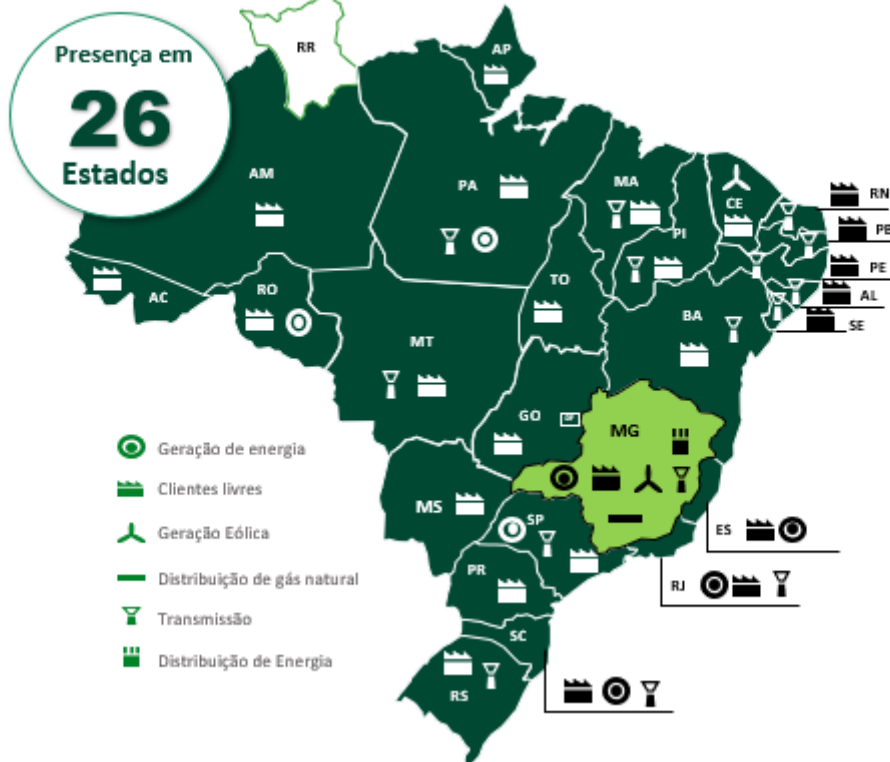 Presença em
26
Estados
RR
AP
AM
PA
MA
CE
RN
PB
PI
PE
AL
SE
AC
RO
TO
BA
MT
GO
DF
MG
MS
SP
ES
RJ
PR
SC
RS
Geração de energia
Clientes livres
Geração Eólica
Distribuição de gás natural
Transmissão
Distribuição de Energia